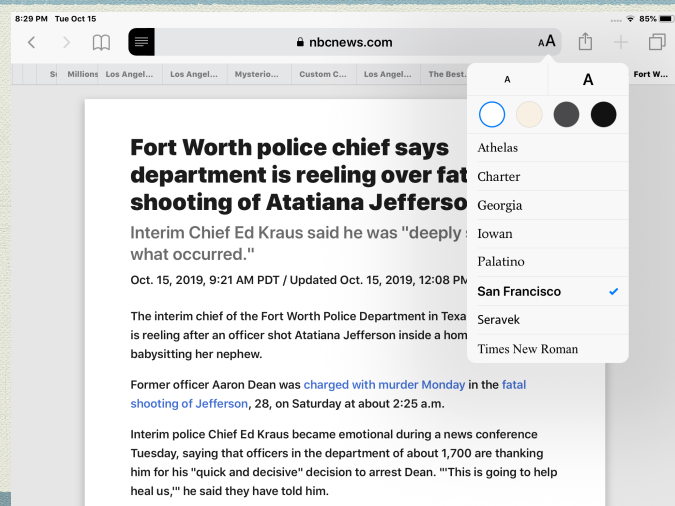 8:29 PM Tue Oct 15
85%
nbcnews.com
AA
Millions
Los Angel...
Los Angel...
Mysterio...
Custom C...
Los Angel...
The Best
Fort W...
A
A
Athelas
Charter
Georgia
Iowan
Palatino
San Francisco
Seravek
Times New Roman
Fort Worth police chief says
department is reeling over fat
shooting of Atatiana Jefferso
Interim Chief Ed Kraus said he was "deeply
what occurred."
Oct. 15, 2019, 9:21 AM PDT / Updated Oct. 15, 2019, 12:08 PM
The interim chief of the Fort Worth Police Department in Texa
is reeling after an officer shot Atatiana Jefferson inside a hom
babysitting her nephew.
Former officer Aaron Dean was charged with murder Monday in the fatal
shooting of Jefferson, 28, on Saturday at about 2:25 a.m.
Interim police Chief Ed Kraus became emotional during a news conference
Tuesday, saying that officers in the department of about 1,700 are thanking
him for his "quick and decisive" decision to arrest Dean. "'This is going to help
heal us,'" he said they have told him.